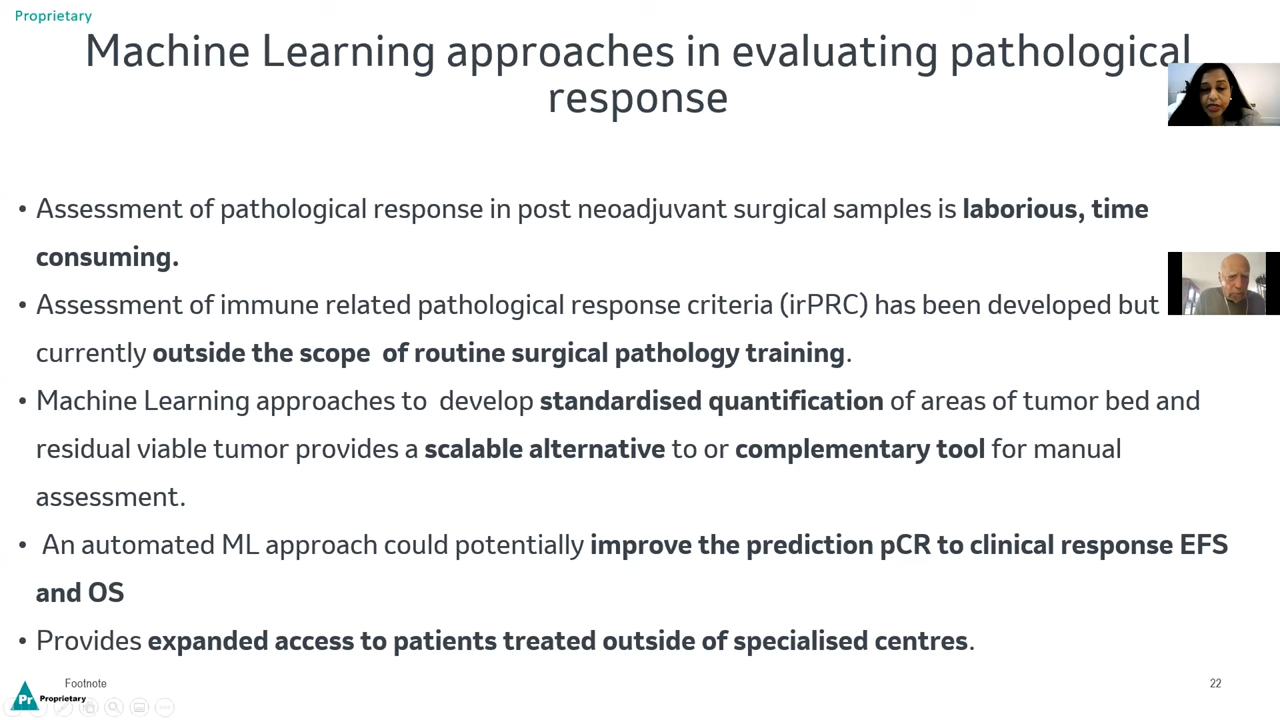 Proprietary
Machine Learning approaches in evaluating pathological
response
• Assessment of pathological response in post neoadjuvant surgical samples is laborious, time
consuming.
• Assessment of immune related pathological response criteria (irPRC) has been developed but
currently outside the scope of routine surgical pathology training.
• Machine Learning approaches to develop standardised quantification of areas of tumor bed and
residual viable tumor provides a scalable alternative to or complementary tool for manual
assessment.
• An automated ML approach could potentially improve the prediction pCR to clinical response EFS
and OS
• Provides expanded access to patients treated outside of specialised centres.
Footnote
22
Pr Proprietary